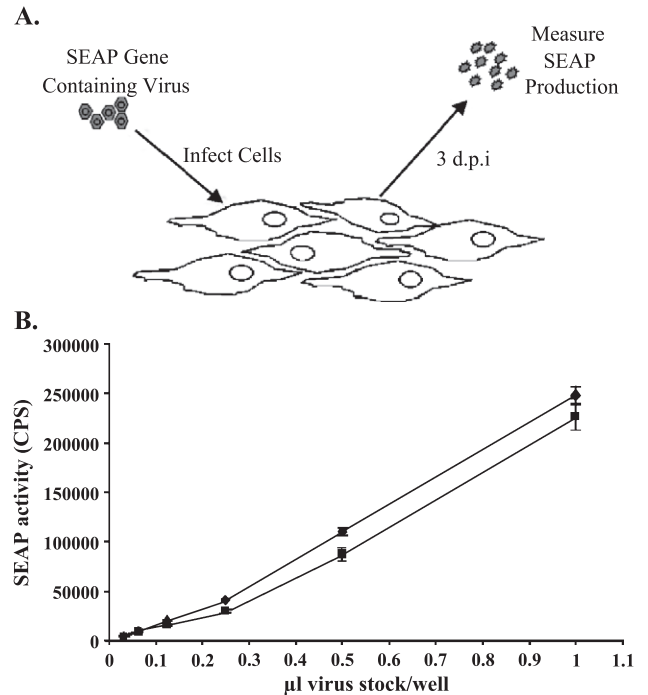 A.
SEAP Gene
Containing Virus
Infect Cells
Measure
SEAP
Production
3 d.p.i
B.
SEAP activity (CPS)
300000
250000
200000
150000
100000
50000
0
0 0.1 0.2 0.3 0.4 0.5 0.6 0.7 0.8 0.9 1 1.1
µl virus stock/well